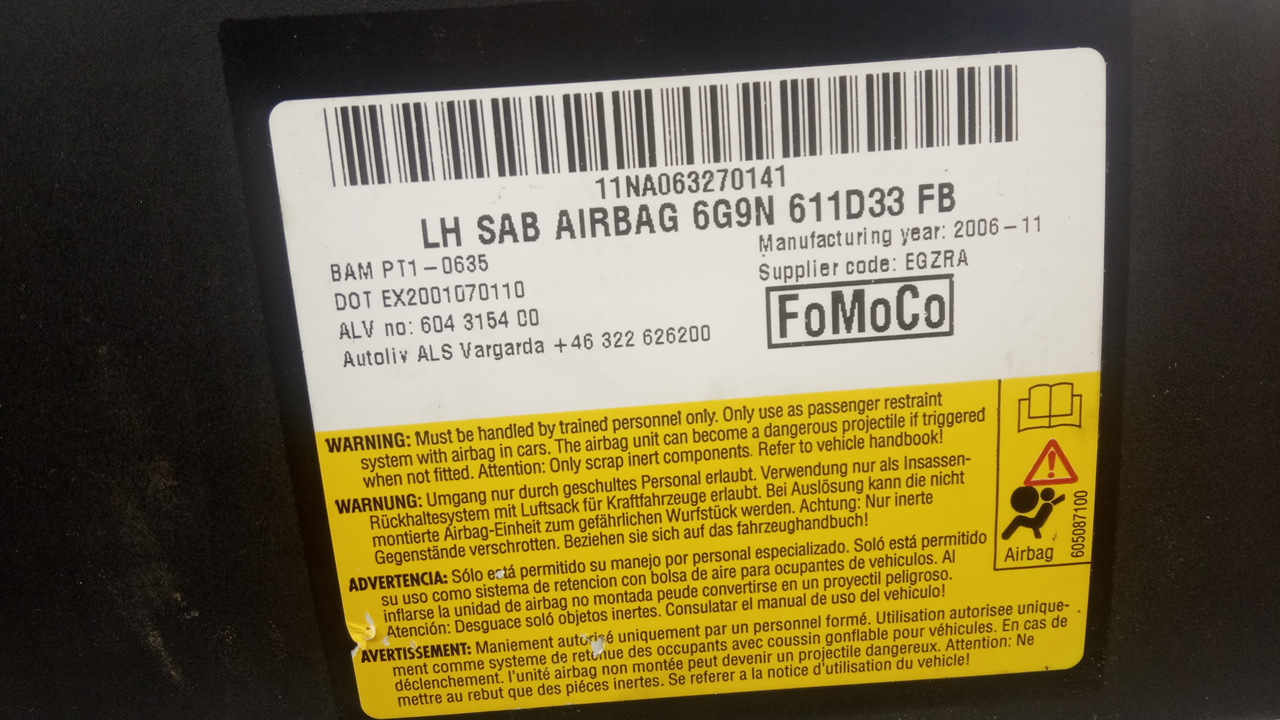 11NA063270141
LH SAB AIRBAG 6G9N 611D33 FB
BAM PT1-0635
DOT EX2001070110
ALV no: 604 3154 00
Autoliv ALS Vargarda +46 322 626200
Manufacturing year: 2006-11
Supplier code: EGZRA
FoMoCo
WARNING: Must be handled by trained personnel only. Only use as passenger restraint
system with airbag in cars. The airbag unit can become a dangerous projectile if triggered
when not fitted. Attention: Only scrap inert components. Refer to vehicle handbook!
WARNUNG: Umgang nur durch geschultes Personal erlaubt. Verwendung nur als Insassen-
Rückhaltesystem mit Luftsack für Kraftfahrzeuge erlaubt. Bei Auslösung kann die nicht
montierte Airbag-Einheit zum gefährlichen Wurfstück werden. Achtung: Nur inerte
Gegenstände verschrotten. Beziehen sie sich auf das fahrzeughandbuch!
ADVERTENCIA: Sólo está permitido su manejo por personal especializado. Soló está permitido
su uso como sistema de retencion con bolsa de aire para ocupantes de vehiculos. Al
inflarse la unidad de airbag no montada peude convertirse en un proyectil peligroso.
Atención: Desguace soló objetos inertes. Consulatar el manual de uso del vehículo!
AVERTISSEMENT: Maniement autorisé uniquement par un personnel formé. Utilisation autorisee unique-
ment comme systeme de retenue des occupants avec coussin gonflable pour véhicules. En cas de
déclenchement. l'unité airbag non montée peut devenir un projectile dangereux. Attention: Ne
mettre au rebut que des piéces inertes. Se referer a la notice d'utilisation du vehicle!
Airbag
605087100